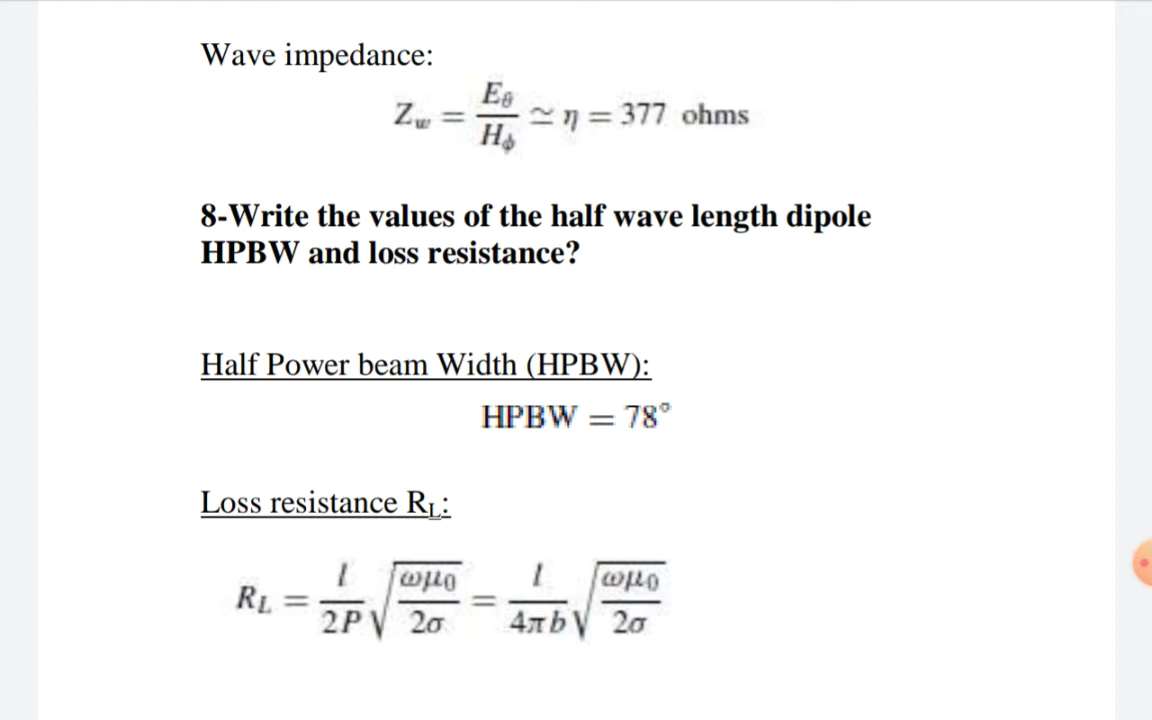 Wave impedance:
Z_w = E_θ / H_ϕ ≃ η = 377 ohms
8-Write the values of the half wave length dipole
HPBW and loss resistance?
Half Power beam Width (HPBW):
HPBW = 78°
Loss resistance R_L:
R_L = l / 2P √(ωμ₀ / 2σ) = l / 4πb √(ωμ₀ / 2σ)